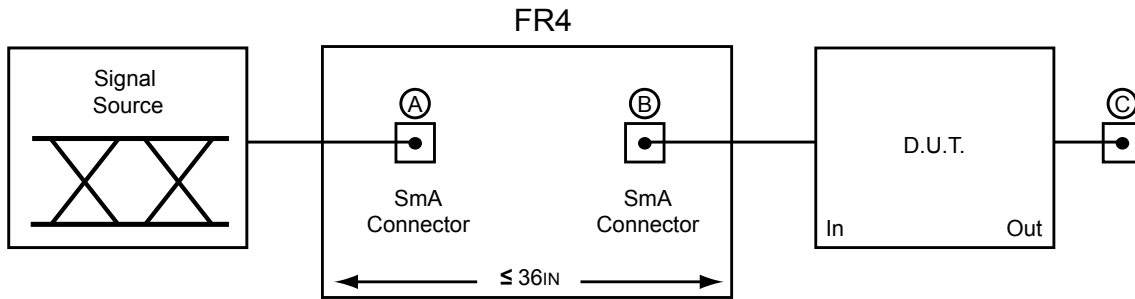 FR4
Signal
Source
A
B
C
D.U.T.
SmA
Connector
SmA
Connector
In
Out
≤ 36IN